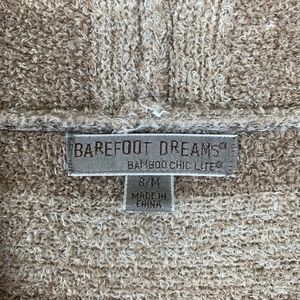 BAREFOOT DREAMS®
BAMBOO CHIC LITE®
S/M
MADE IN
CHINA